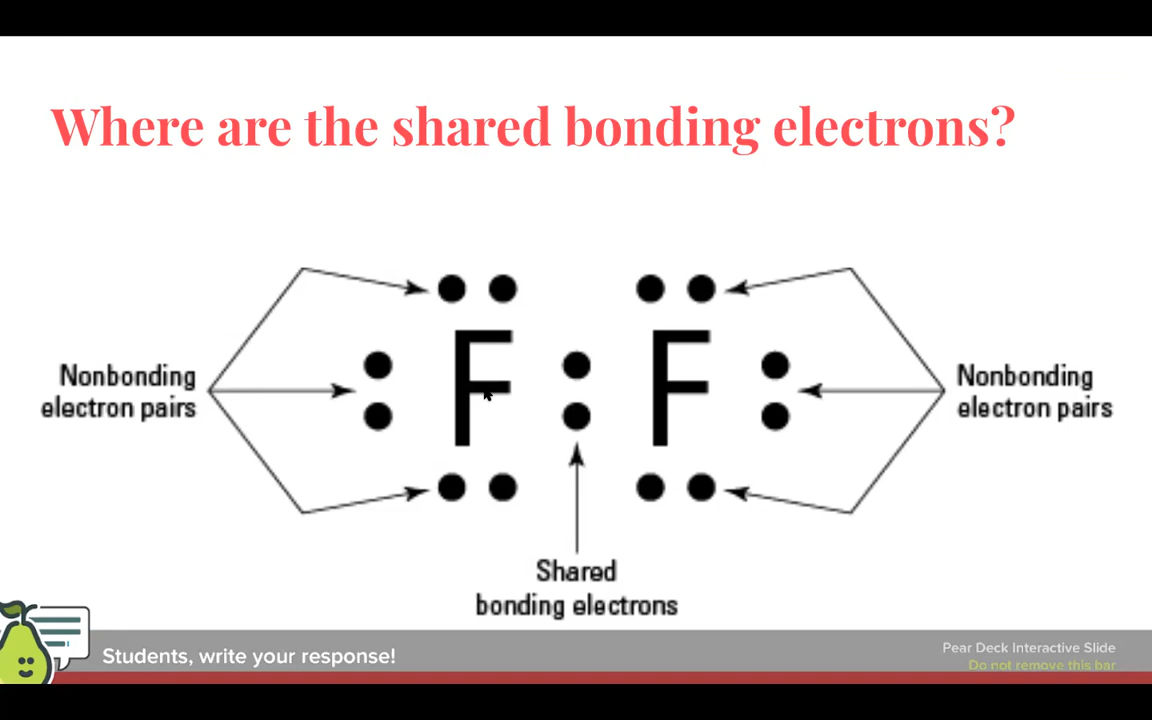 Where are the shared bonding electrons?
Nonbonding
electron pairs
F
F
Nonbonding
electron pairs
Shared
bonding electrons
Students, write your response!
Pear Deck Interactive Slide
Do not remove this bar